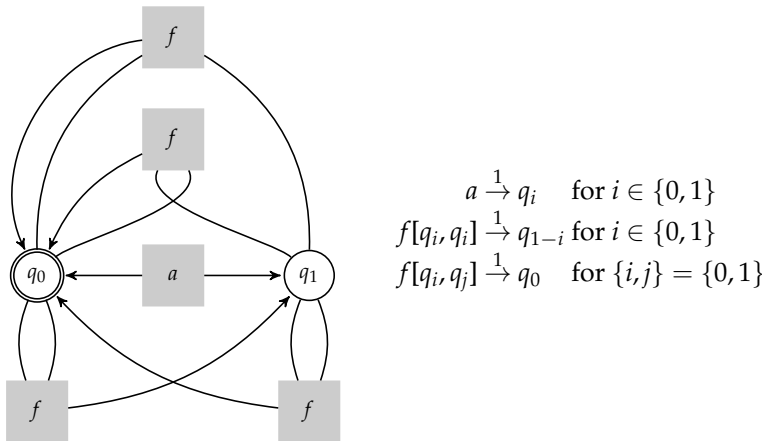 f
f
q₀
a
q₁
f
f
a →¹ qᵢ for i ∈ {0, 1}
f[qᵢ, qᵢ] →¹ q₁₋ᵢ for i ∈ {0, 1}
f[qᵢ, qⱼ] →¹ q₀ for {i, j} = {0, 1}